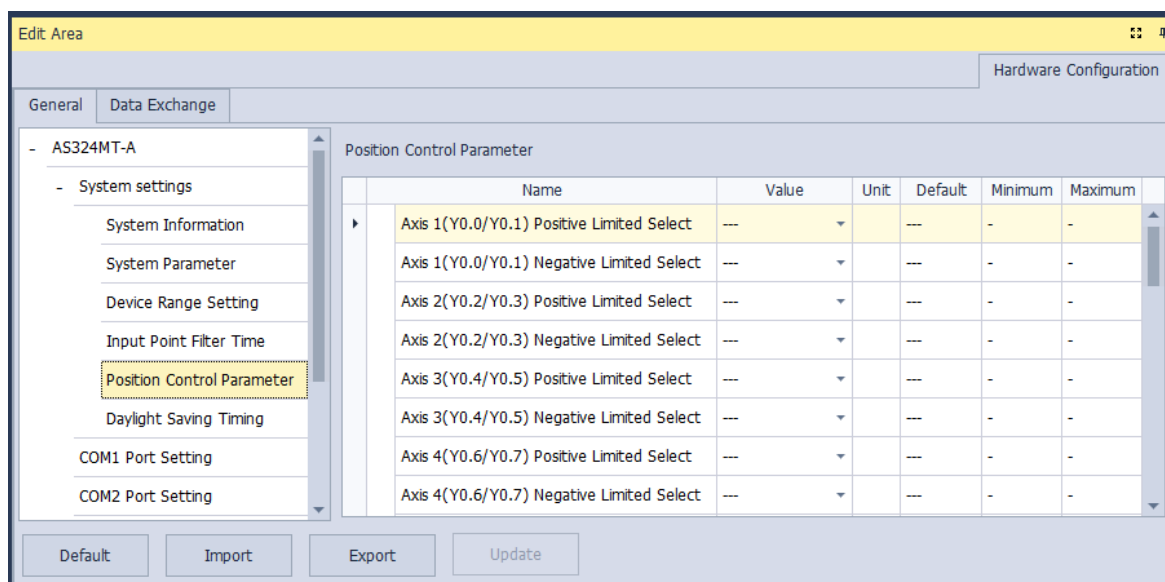 Edit Area
Hardware Configuration
General Data Exchange
- AS324MT-A
- System settings
System Information
System Parameter
Device Range Setting
Input Point Filter Time
Position Control Parameter
Daylight Saving Timing
COM1 Port Setting
COM2 Port Setting
Position Control Parameter
Name Value Unit Default Minimum Maximum
Axis 1(Y0.0/Y0.1) Positive Limited Select --- --- - -
Axis 1(Y0.0/Y0.1) Negative Limited Select --- --- - -
Axis 2(Y0.2/Y0.3) Positive Limited Select --- --- - -
Axis 2(Y0.2/Y0.3) Negative Limited Select --- --- - -
Axis 3(Y0.4/Y0.5) Positive Limited Select --- --- - -
Axis 3(Y0.4/Y0.5) Negative Limited Select --- --- - -
Axis 4(Y0.6/Y0.7) Positive Limited Select --- --- - -
Axis 4(Y0.6/Y0.7) Negative Limited Select --- --- - -
Default Import Export Update